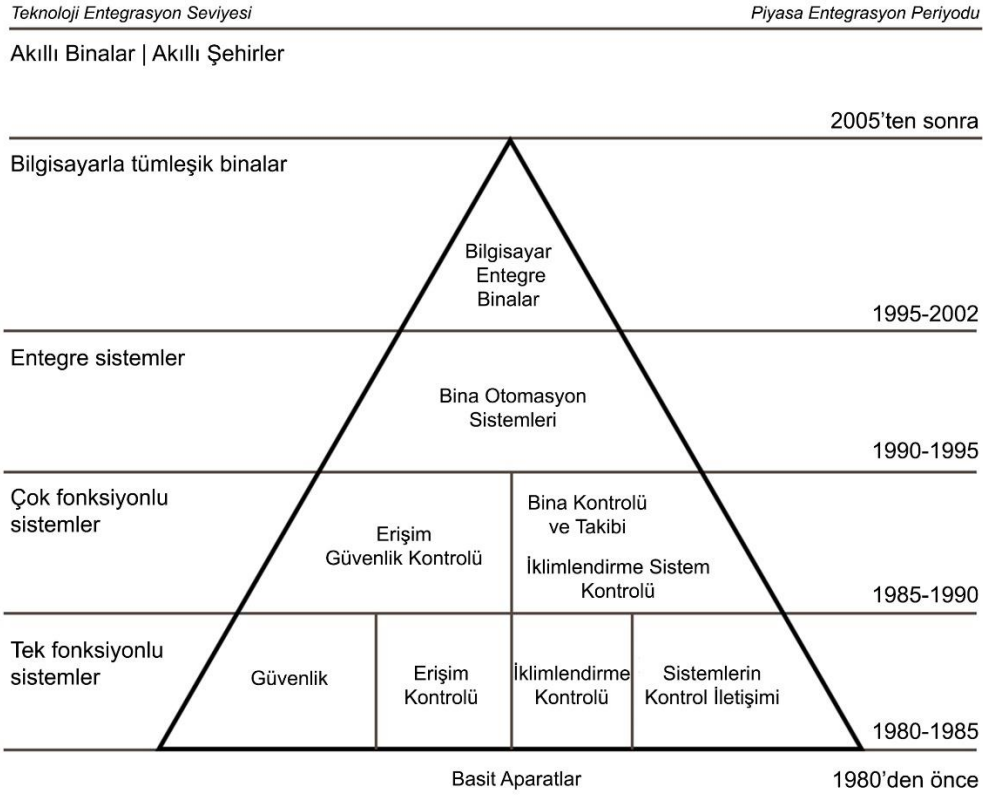 Teknoloji Entegrasyon Seviyesi
Piyasa Entegrasyon Periyodu
Akıllı Binalar | Akıllı Şehirler
2005'ten sonra
Bilgisayarla tümleşik binalar
Bilgisayar
Entegre
Binalar
1995-2002
Entegre sistemler
Bina Otomasyon
Sistemleri
1990-1995
Çok fonksiyonlu
sistemler
Erişim
Güvenlik Kontrolü
Bina Kontrolü
ve Takibi
İklimlendirme Sistem
Kontrolü
1985-1990
Tek fonksiyonlu
sistemler
Güvenlik
Erişim
Kontrolü
İklimlendirme
Kontrolü
Sistemlerin
Kontrol İletişimi
1980-1985
Basit Aparatlar
1980'den önce